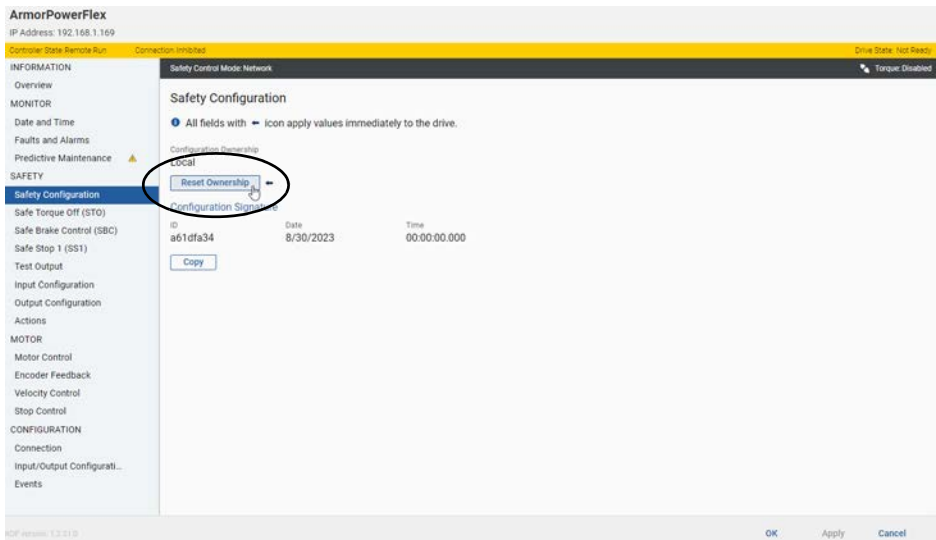 ArmorPowerFlex
IP Address: 192.168.1.169
Controller State: Remote Run Connection Inhibited Drive State: Not Ready
INFORMATION
Overview
MONITOR
Date and Time
Faults and Alarms
Predictive Maintenance
SAFETY
Safety Configuration
Safe Torque Off (STO)
Safe Brake Control (SBC)
Safe Stop 1 (SS1)
Test Output
Input Configuration
Output Configuration
Actions
MOTOR
Motor Control
Encoder Feedback
Velocity Control
Stop Control
CONFIGURATION
Connection
Input/Output Configurati...
Events
Safety Control Mode: Network Torque: Disabled
Safety Configuration
All fields with icon apply values immediately to the drive.
Configuration Ownership
Local
Reset Ownership
Configuration Signature
ID Date Time
a61dfa34 8/30/2023 00:00:00.000
Copy
OK Apply Cancel